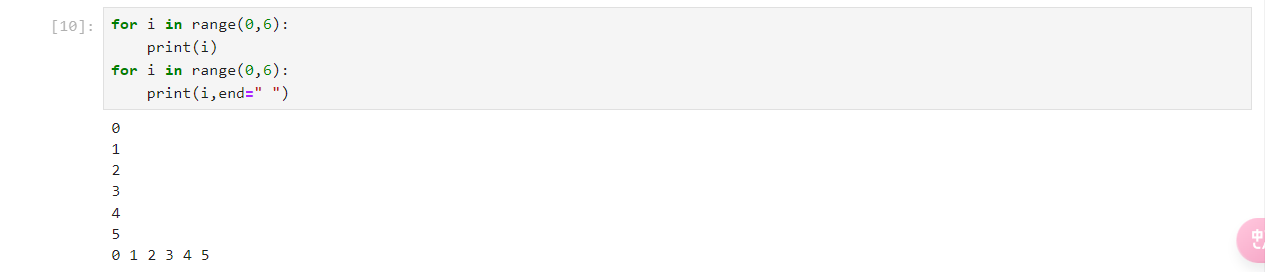 [10]:
for i in range(0,6):
    print(i)
for i in range(0,6):
    print(i,end=" ")
0
1
2
3
4
5
0 1 2 3 4 5
中